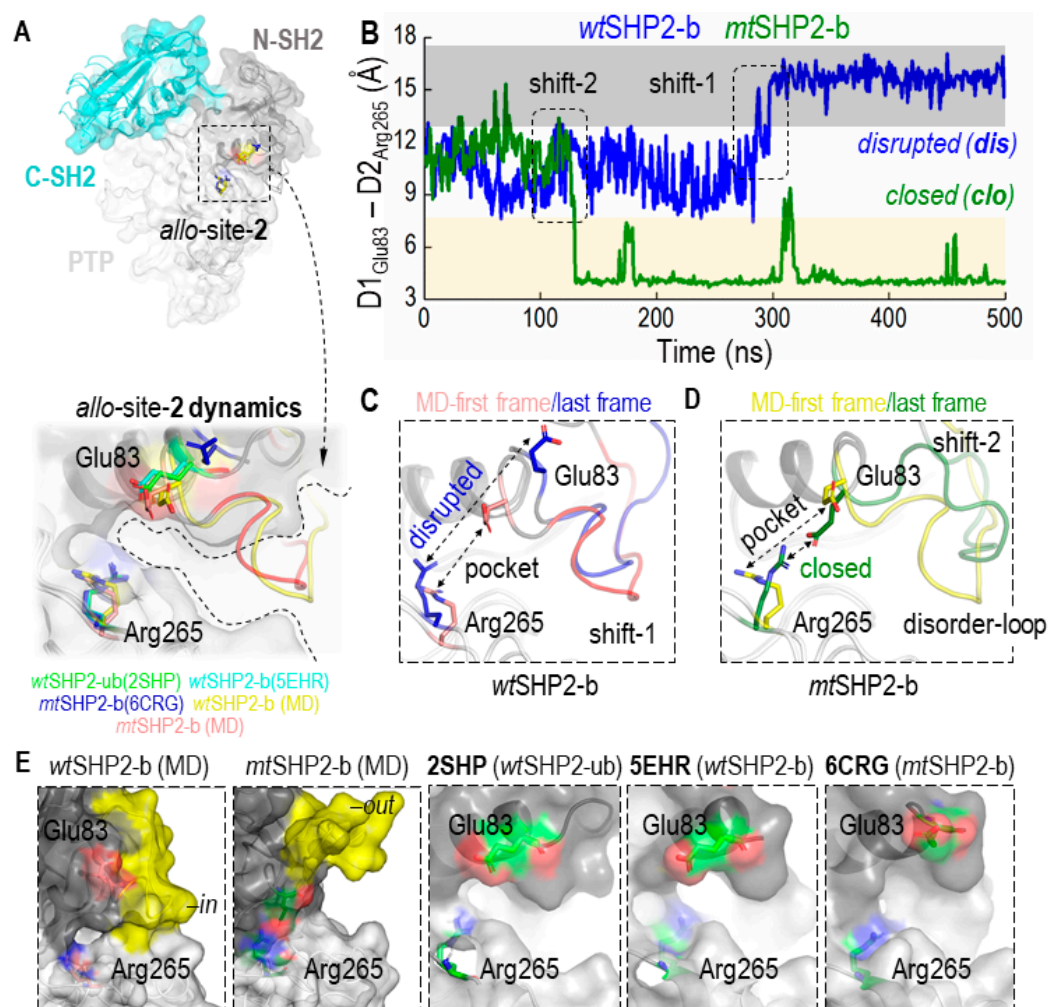 A
N-SH2
C-SH2
allo-site-2
PTP
allo-site-2 dynamics
Glu83
Arg265
wtSHP2-ub(2SHP) wtSHP2-b(5EHR)
mtSHP2-b(6CRG) wtSHP2-b (MD)
mtSHP2-b (MD)
B
wtSHP2-b mtSHP2-b
D1Glu83 – D2Arg265 (Å)
18
15
12
9
6
3
shift-2
shift-1
disrupted (dis)
closed (clo)
0 100 200 300 400 500
Time (ns)
C
MD-first frame/last frame
Glu83
disrupted
pocket
Arg265
shift-1
wtSHP2-b
D
MD-first frame/last frame
shift-2
Glu83
pocket
closed
Arg265
disorder-loop
mtSHP2-b
E
wtSHP2-b (MD) mtSHP2-b (MD) 2SHP (wtSHP2-ub) 5EHR (wtSHP2-b) 6CRG (mtSHP2-b)
Glu83
–in
Arg265
–out
Arg265
Glu83
Arg265
Glu83
Arg265
Glu83
Arg265